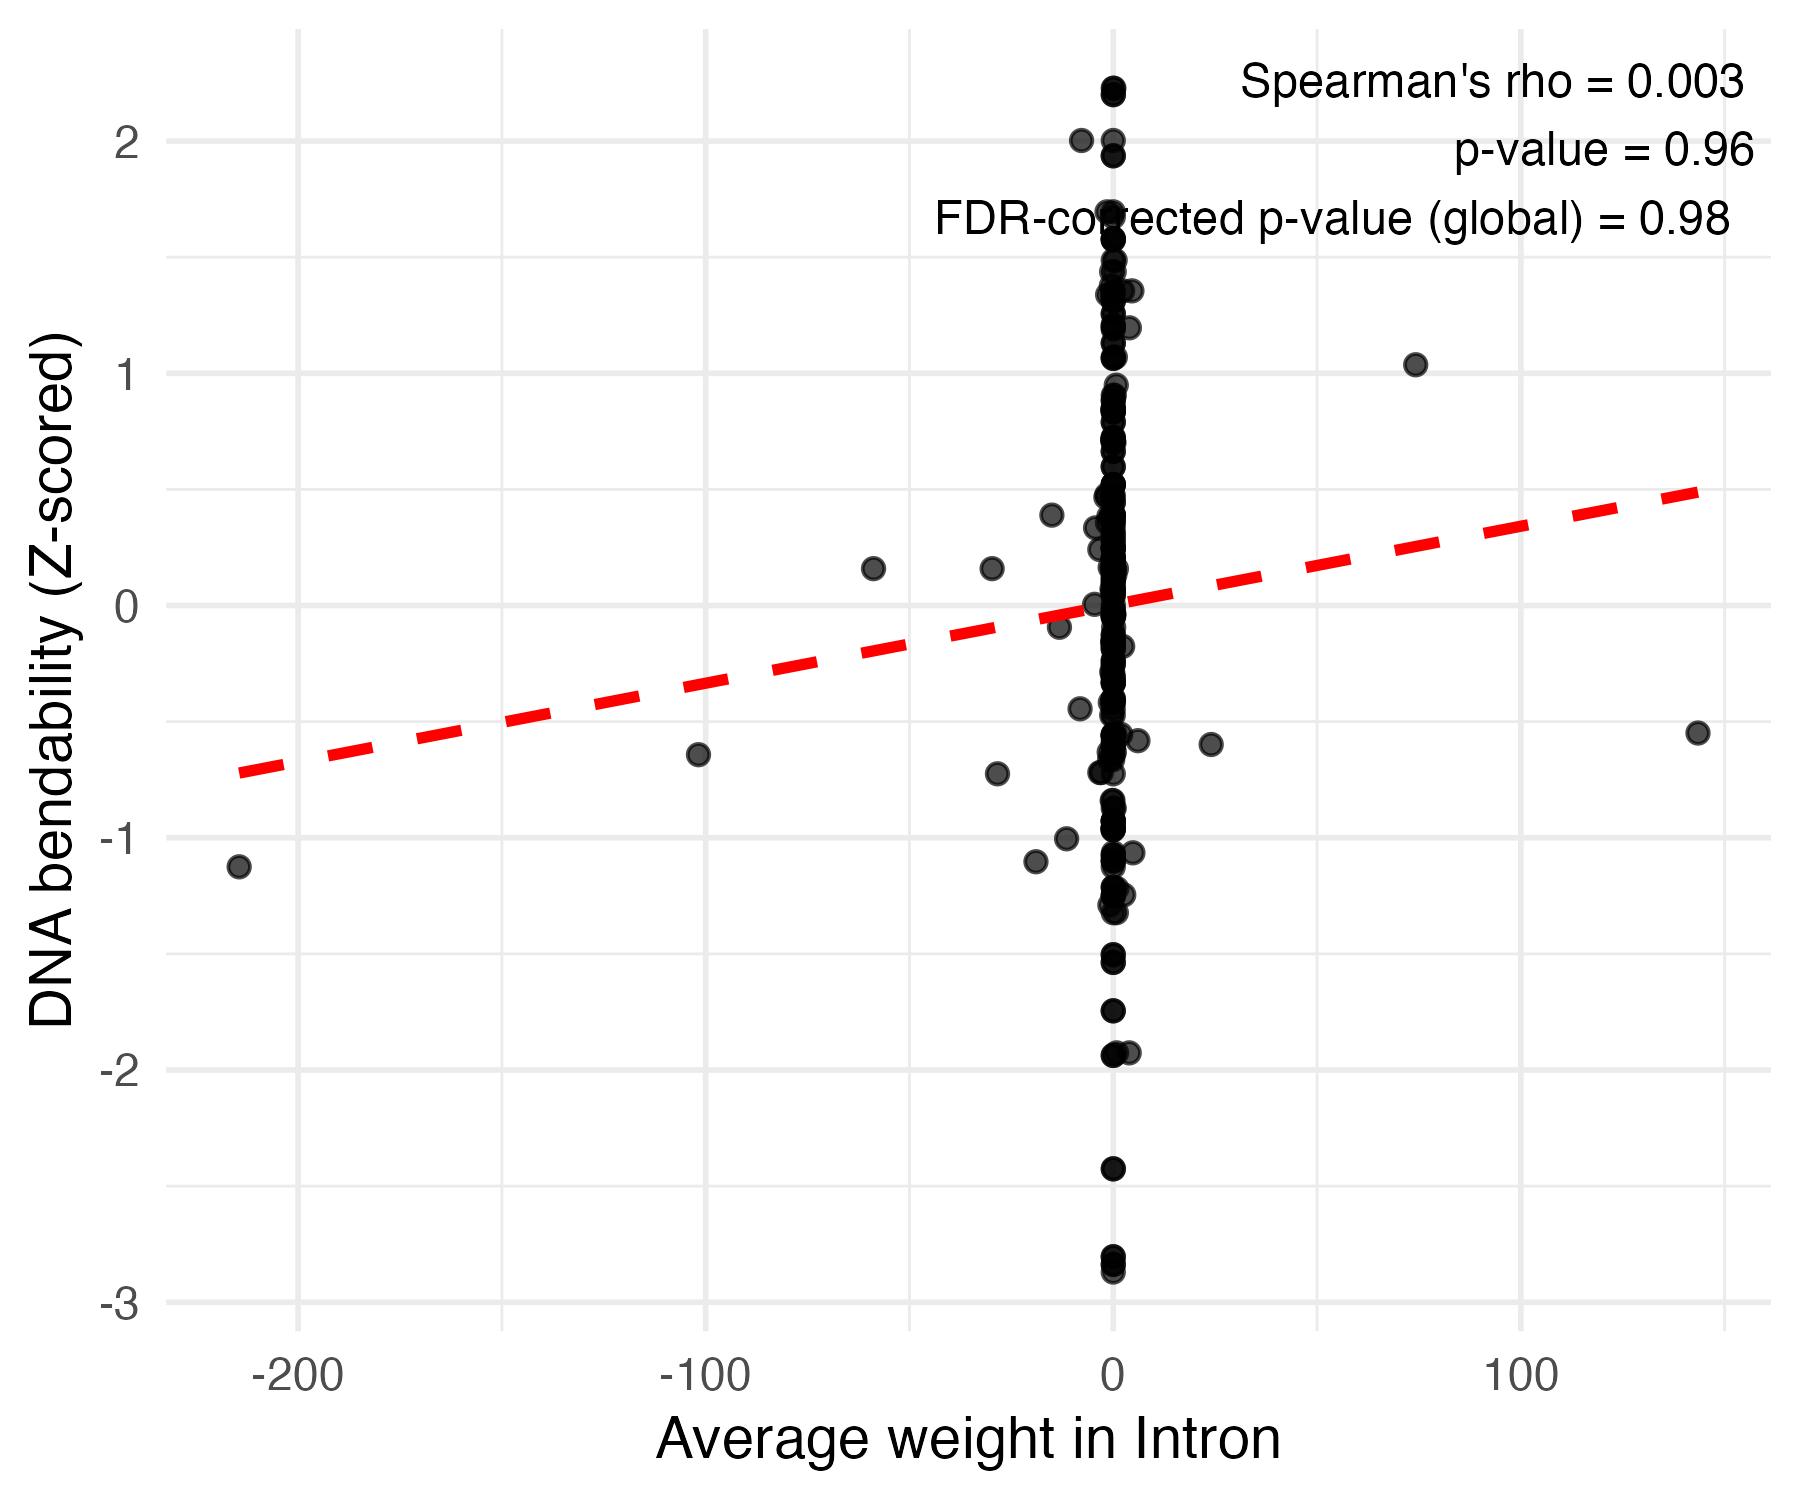 Spearman's rho = 0.003
p-value = 0.96
FDR-corrected p-value (global) = 0.98
DNA bendability (Z-scored)
2
1
0
-1
-2
-3
-200
-100
0
100
Average weight in Intron